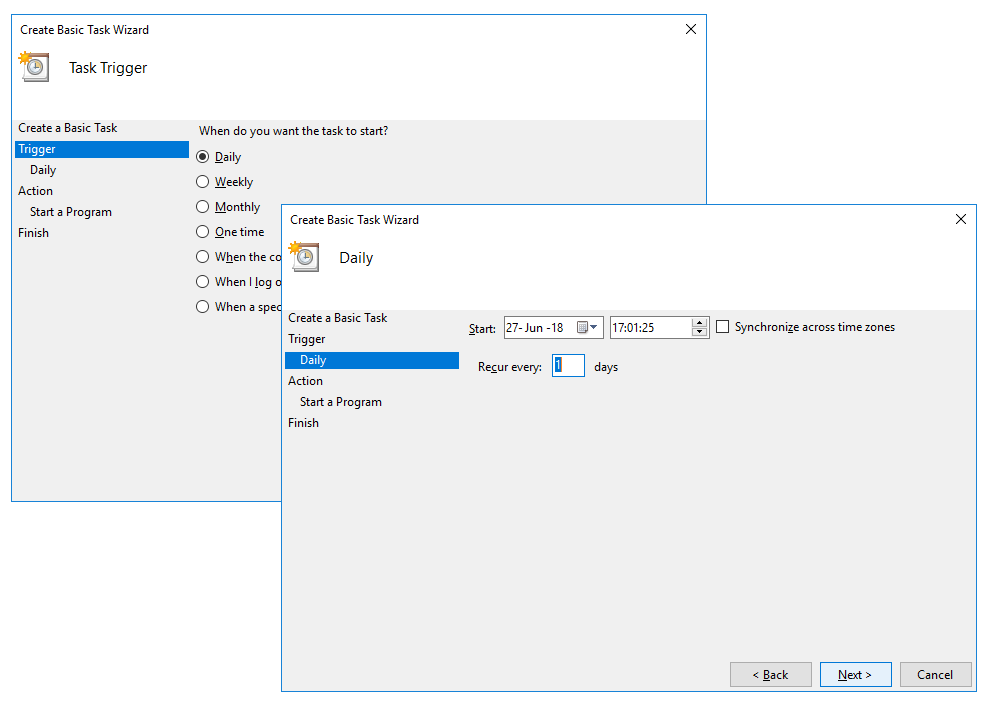 Create Basic Task Wizard
Task Trigger
Create a Basic Task
Trigger
Daily
Action
Start a Program
Finish
When do you want the task to start?
Daily
Weekly
Monthly
One time
When the co
When I log o
When a spec
Create Basic Task Wizard
Daily
Create a Basic Task
Trigger
Daily
Action
Start a Program
Finish
Start: 27-Jun -18 17:01:25 Synchronize across time zones
Recur every: 1 days
< Back Next > Cancel